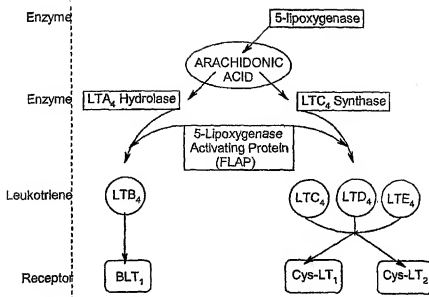 Enzyme
5-lipoxygenase
ARACHIDONIC
ACID
Enzyme
LTA4 Hydrolase
LTC4 Synthase
5-Lipoxygenase
Activating Protein
(FLAP)
Leukotriene
LTB4
LTC4
LTD4
LTE4
Receptor
BLT1
Cys-LT1
Cys-LT2